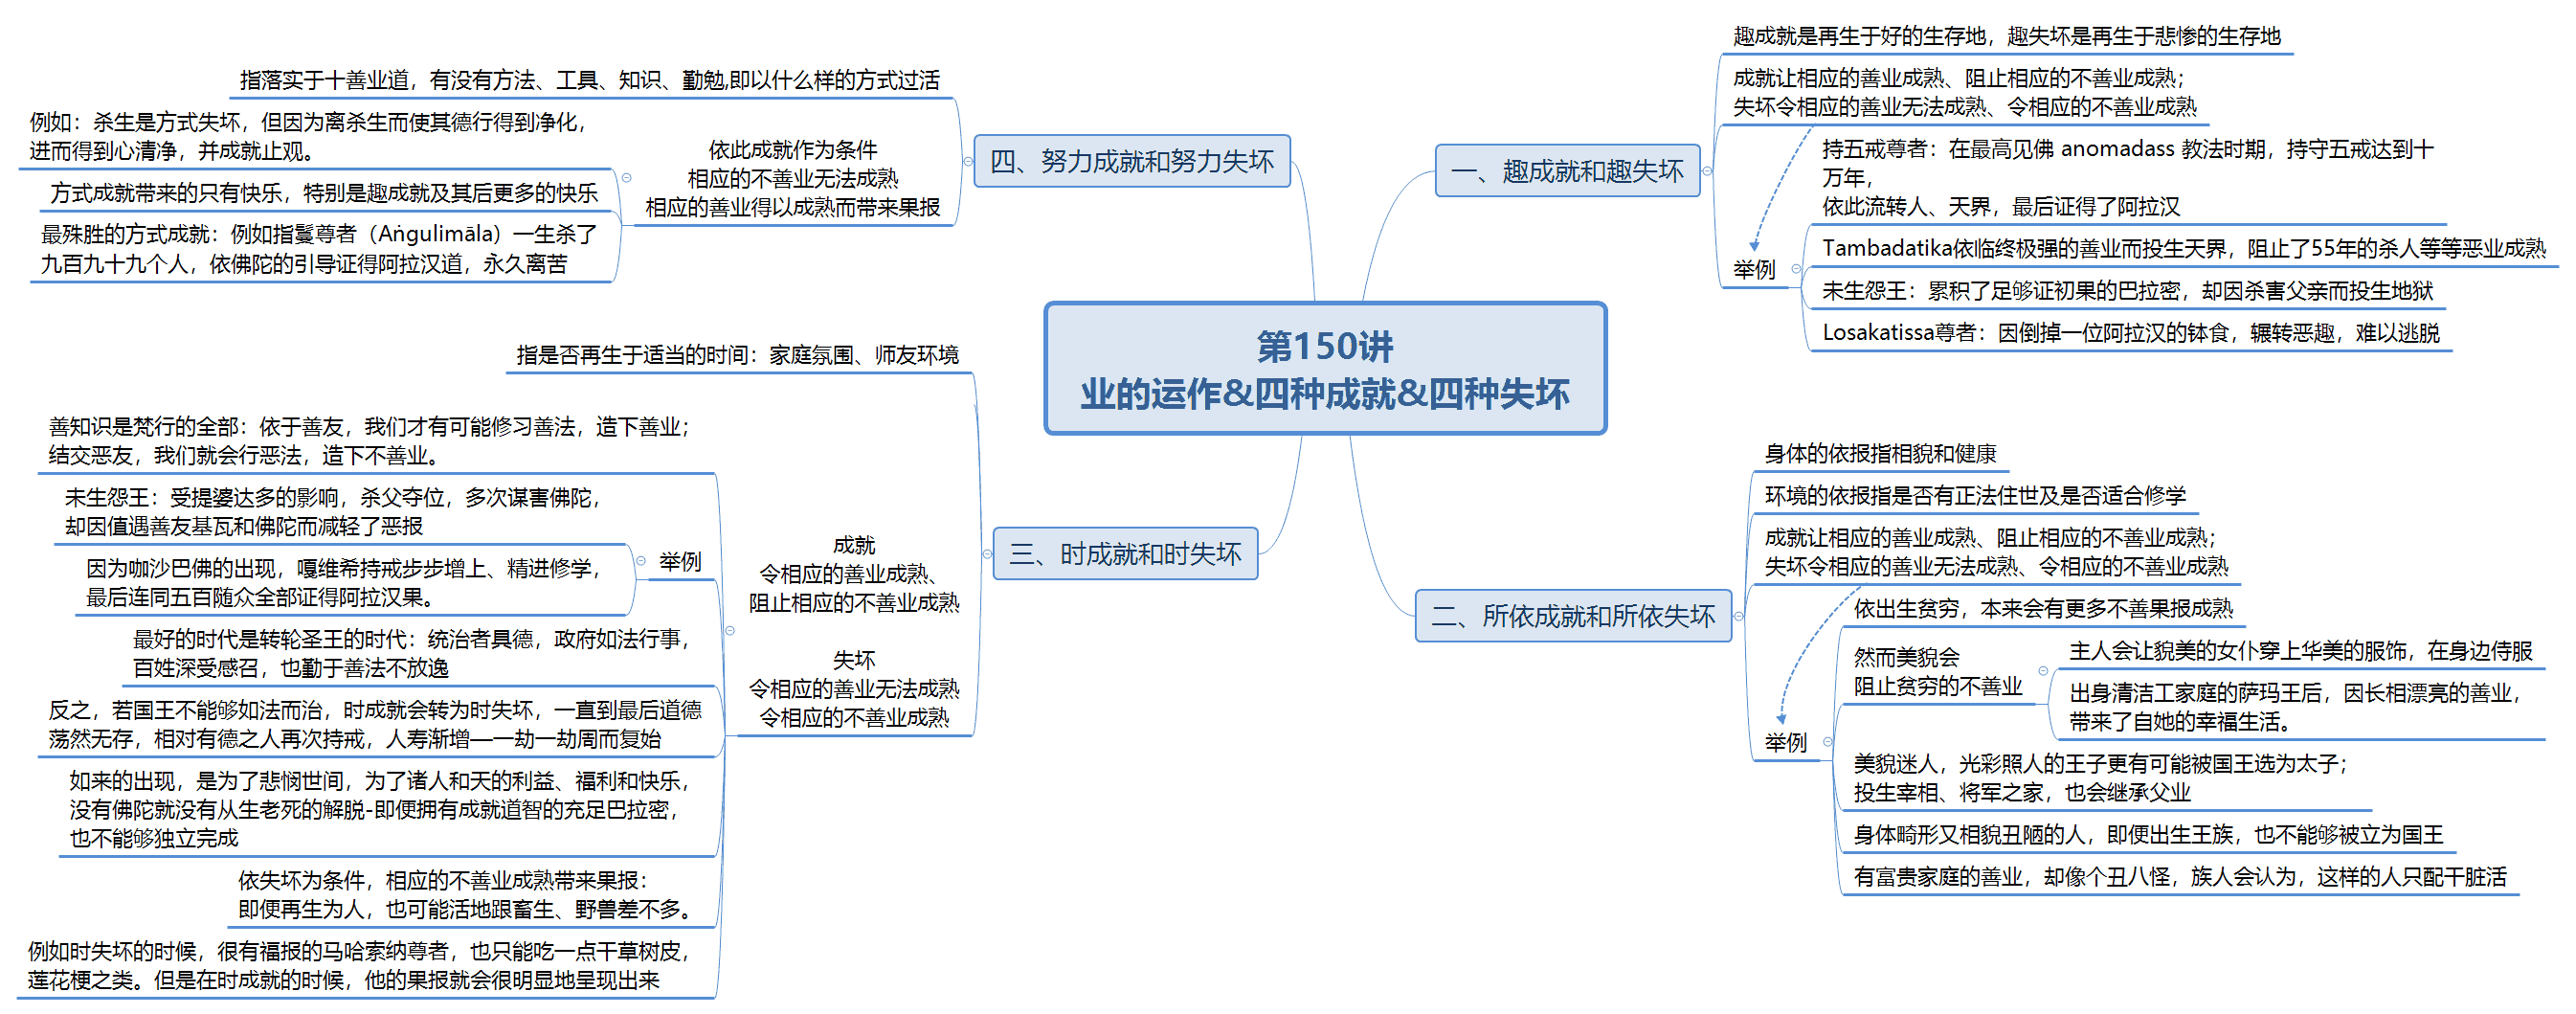 第150讲
业的运作&四种成就&四种失坏
一、趣成就和趣失坏
趣成就是再生于好的生存地，趣失坏是再生于悲惨的生存地
成就让相应的善业成熟、阻止相应的不善业成熟；
失坏令相应的善业无法成熟、令相应的不善业成熟
举例
持五戒尊者：在最高见佛 anomadass 教法时期，持守五戒达到十
万年，
依此流转人、天界，最后证得了阿拉汉
Tambadatika依临终极强的善业而投生天界，阻止了55年的杀人等等恶业成熟
未生怨王：累积了足够证初果的巴拉密，却因杀害父亲而投生地狱
Losakatissa尊者：因倒掉一位阿拉汉的钵食，辗转恶趣，难以逃脱
二、所依成就和所依失坏
身体的依报指相貌和健康
环境的依报指是否有正法住世及是否适合修学
成就让相应的善业成熟、阻止相应的不善业成熟；
失坏令相应的善业无法成熟、令相应的不善业成熟
举例
依出生贫穷，本来会有更多不善果报成熟
然而美貌会
阻止贫穷的不善业
主人会让貌美的女仆穿上华美的服饰，在身边侍服
出身清洁工家庭的萨玛王后，因长相漂亮的善业，
带来了自她的幸福生活。
美貌迷人，光彩照人的王子更有可能被国王选为太子；
投生宰相、将军之家，也会继承父业
身体畸形又相貌丑陋的人，即便出生王族，也不能够被立为国王
有富贵家庭的善业，却像个丑八怪，族人会认为，这样的人只配干脏活
三、时成就和时失坏
指是否再生于适当的时间：家庭氛围、师友环境
成就
令相应的善业成熟、
阻止相应的不善业成熟
失坏
令相应的善业无法成熟
令相应的不善业成熟
善知识是梵行的全部：依于善友，我们才有可能修习善法，造下善业；
结交恶友，我们就会行恶法，造下不善业。
举例
未生怨王：受提婆达多的影响，杀父夺位，多次谋害佛陀，
却因值遇善友基瓦和佛陀而减轻了恶报
因为咖沙巴佛的出现，嘎维希持戒步步增上、精进修学，
最后连同五百随众全部证得阿拉汉果。
最好的时代是转轮圣王的时代：统治者具德，政府如法行事，
百姓深受感召，也勤于善法不放逸
反之，若国王不能够如法而治，时成就会转为时失坏，一直到最后道德
荡然无存，相对有德之人再次持戒，人寿渐增—一劫一劫周而复始
如来的出现，是为了悲悯世间，为了诸人和天的利益、福利和快乐，
没有佛陀就没有从生老死的解脱-即便拥有成就道智的充足巴拉密，
也不能够独立完成
依失坏为条件，相应的不善业成熟带来果报：
即便再生为人，也可能活地跟畜生、野兽差不多。
例如时失坏的时候，很有福报的马哈索纳尊者，也只能吃一点干草树皮，
莲花梗之类。但是在时成就的时候，他的果报就会很明显地呈现出来
四、努力成就和努力失坏
指落实于十善业道，有没有方法、工具、知识、勤勉,即以什么样的方式过活
依此成就作为条件
相应的不善业无法成熟
相应的善业得以成熟而带来果报
例如：杀生是方式失坏，但因为离杀生而使其德行得到净化，
进而得到心清净，并成就止观。
方式成就带来的只有快乐，特别是趣成就及其后更多的快乐
最殊胜的方式成就：例如指鬘尊者（Aṅgulimāla）一生杀了
九百九十九个人，依佛陀的引导证得阿拉汉道，永久离苦